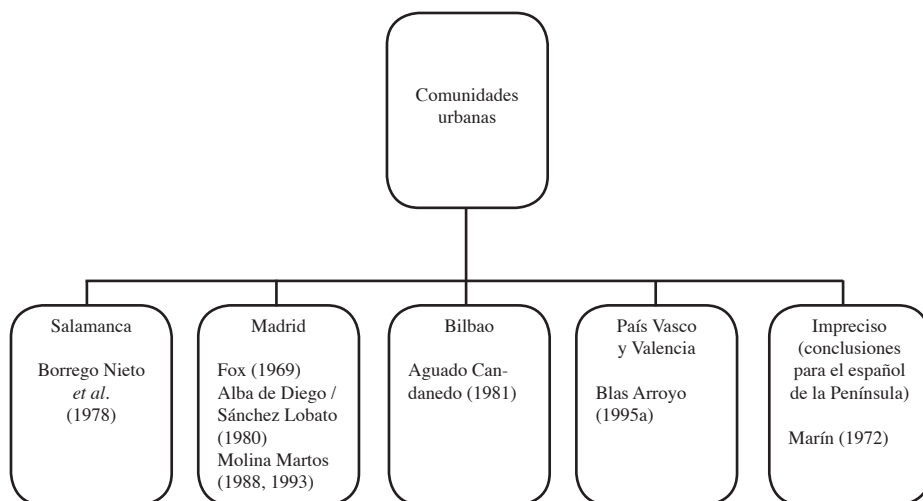 Comunidades
urbanas
Salamanca
Borrego Nieto
et al.
(1978)
Madrid
Fox (1969)
Alba de Diego /
Sánchez Lobato
(1980)
Molina Martos
(1988, 1993)
Bilbao
Aguado Can-
danedo (1981)
País Vasco
y Valencia
Blas Arroyo
(1995a)
Impreciso
(conclusiones
para el español
de la Península)
Marín (1972)